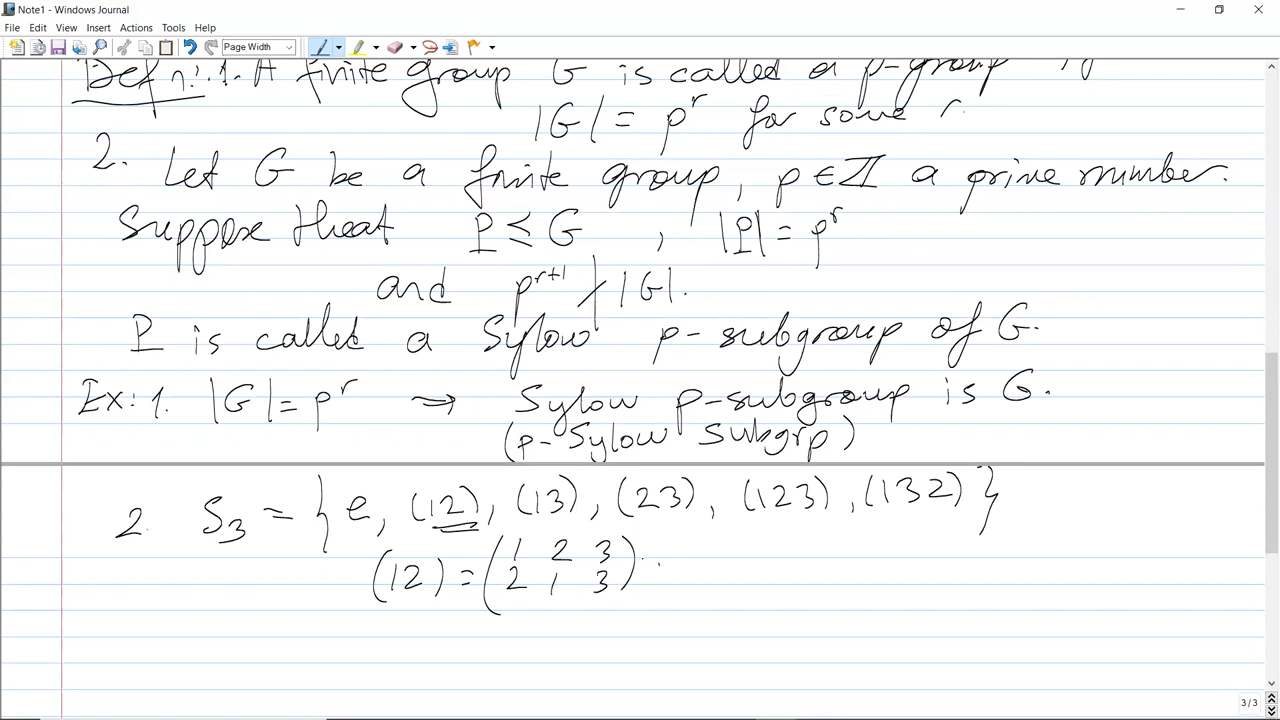 Note1 - Windows Journal
File Edit View Insert Actions Tools Help
Page Width
Defn: 1. A finite group G is called a p-group if
|G| = p^r for some r
2. Let G be a finite group, p ∈ ℤ a prime number.
Suppose that P ≤ G , |P| = p^r
and p^{r+1} ∤ |G|.
P is called a Sylow p-subgroup of G.
Ex: 1. |G| = p^r ⇝ Sylow p-subgroup is G.
(p-Sylow subgrp)
2. S_3 = { e, (12), (13), (23), (123), (132) }
(12) = (1 2 3
2 1 3)
3 / 3